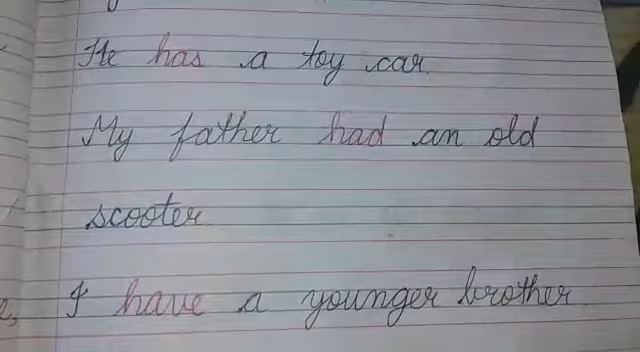 He has a toy car.
My father had an old
scooter
I have a younger brother